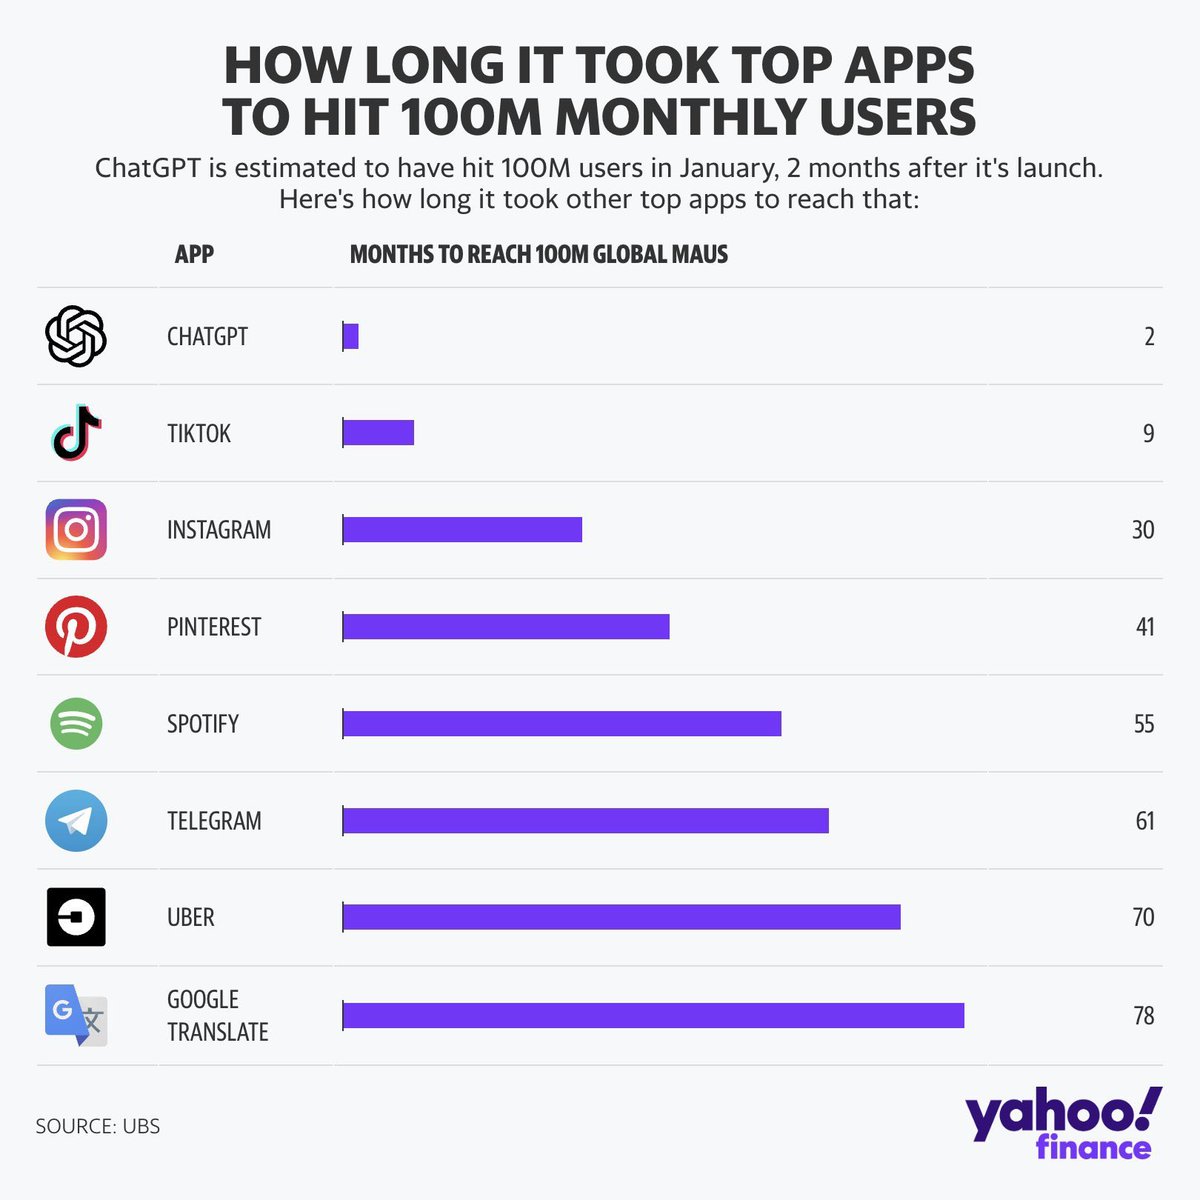 HOW LONG IT TOOK TOP APPS
TO HIT 100M MONTHLY USERS
ChatGPT is estimated to have hit 100M users in January, 2 months after it's launch.
Here's how long it took other top apps to reach that:
APP MONTHS TO REACH 100M GLOBAL MAUS
CHATGPT 2
TIKTOK 9
INSTAGRAM 30
PINTEREST 41
SPOTIFY 55
TELEGRAM 61
UBER 70
G 文
GOOGLE
TRANSLATE 78
SOURCE: UBS
yahoo!
finance